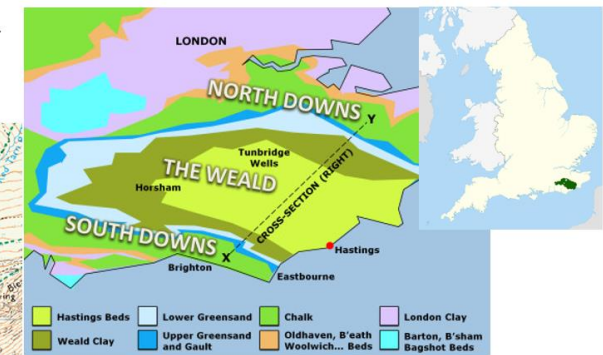 LONDON
NORTH DOWNS
Y
Tunbridge
Wells
THE WEALD
Horsham
CROSS-SECTION (RIGHT)
SOUTH DOWNS
X
Hastings
Brighton
Eastbourne
Hastings Beds
Lower Greensand
Chalk
London Clay
Weald Clay
Upper Greensand
and Gault
Oldhaven, B'eath
Woolwich... Beds
Barton, B'sham
Bagshot Beds